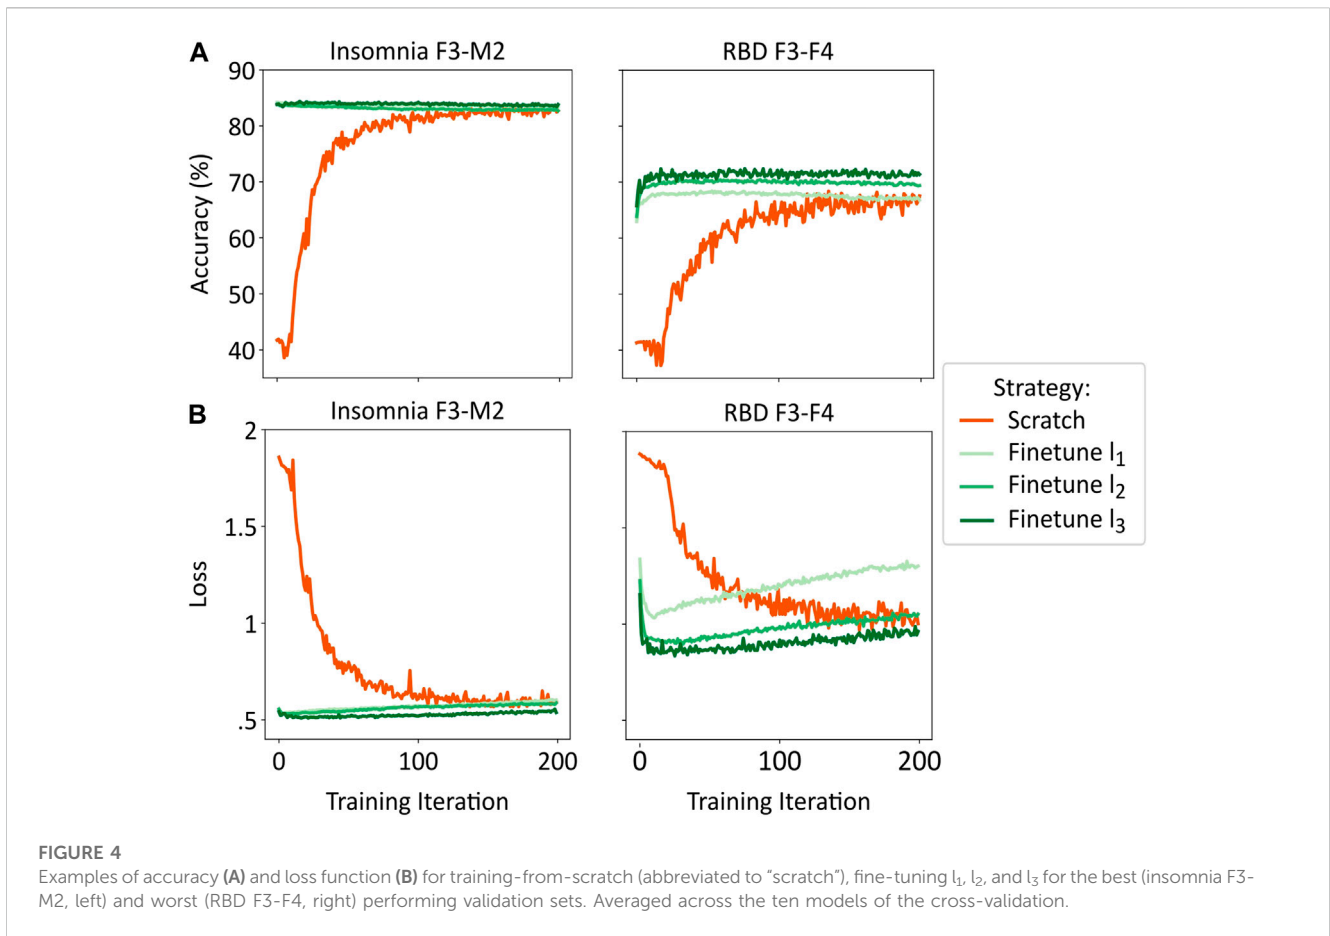 A
Insomnia F3-M2
RBD F3-F4
90
80
70
60
50
40
Accuracy (%)
B
Insomnia F3-M2
RBD F3-F4
2
1.5
1
.5
Loss
0
100
200
0
100
200
Training Iteration
Training Iteration
Strategy:
Scratch
Finetune l₁
Finetune l₂
Finetune l₃
FIGURE 4
Examples of accuracy (A) and loss function (B) for training-from-scratch (abbreviated to “scratch”), fine-tuning l₁, l₂, and l₃ for the best (insomnia F3-
M2, left) and worst (RBD F3-F4, right) performing validation sets. Averaged across the ten models of the cross-validation.